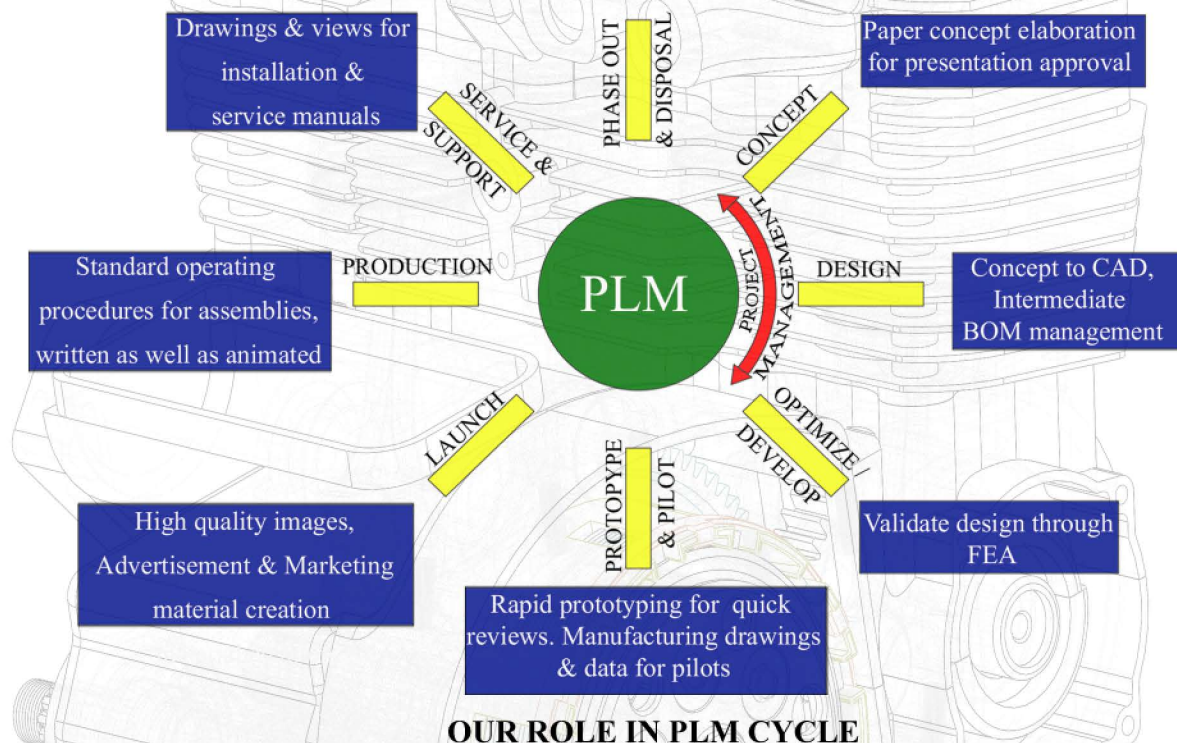 Drawings & views for
installation &
service manuals
PHASE OUT
& DISPOSAL
Paper concept elaboration
for presentation approval
SERVICE &
SUPPORT
CONCEPT
Standard operating
procedures for assemblies,
written as well as animated
PRODUCTION
PLM
PROJECT
MANAGEMENT
DESIGN
Concept to CAD,
Intermediate
BOM management
LAUNCH
PROTOPYPE
& PILOT
OPTIMIZE /
DEVELOP
High quality images,
Advertisement & Marketing
material creation
Validate design through
FEA
Rapid prototyping for quick
reviews. Manufacturing drawings
& data for pilots
OUR ROLE IN PLM CYCLE